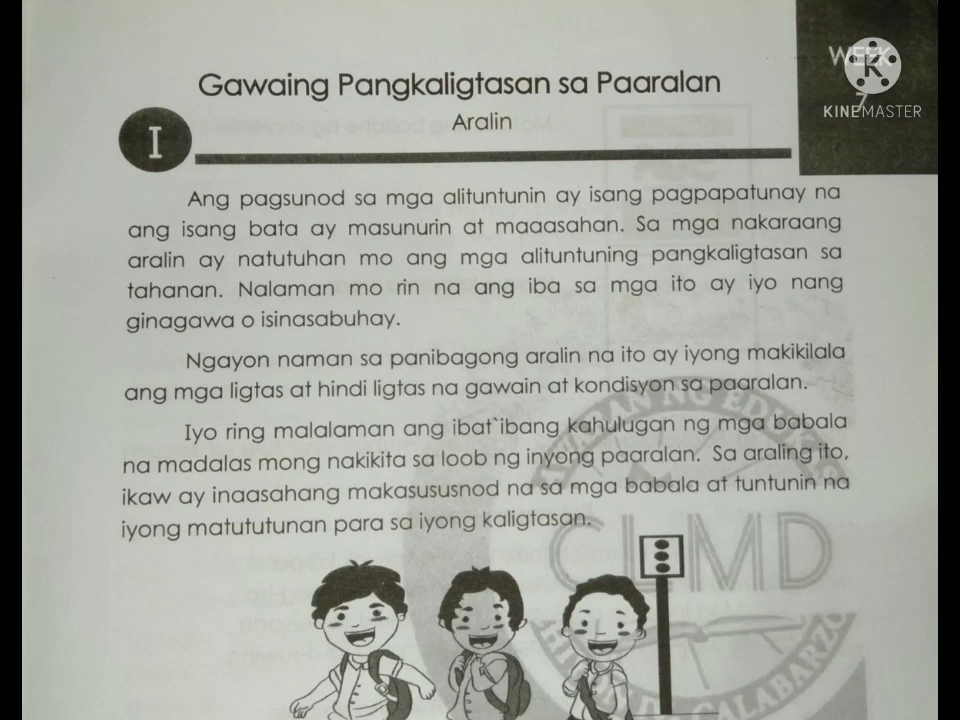 WEEK
7
KINEMASTER
Gawaing Pangkaligtasan sa Paaralan
Aralin
I
Ang pagsunod sa mga alituntunin ay isang pagpapatunay na
ang isang bata ay masunurin at maaasahan. Sa mga nakaraang
aralin ay natutuhan mo ang mga alituntuning pangkaligtasan sa
tahanan. Nalaman mo rin na ang iba sa mga ito ay iyo nang
ginagawa o isinasabuhay.
Ngayon naman sa panibagong aralin na ito ay iyong makikilala
ang mga ligtas at hindi ligtas na gawain at kondisyon sa paaralan.
Iyo ring malalaman ang ibat`ibang kahulugan ng mga babala
na madalas mong nakikita sa loob ng inyong paaralan. Sa araling ito,
ikaw ay inaasahang makasususnod na sa mga babala at tuntunin na
iyong matututunan para sa iyong kaligtasan.
CLMD